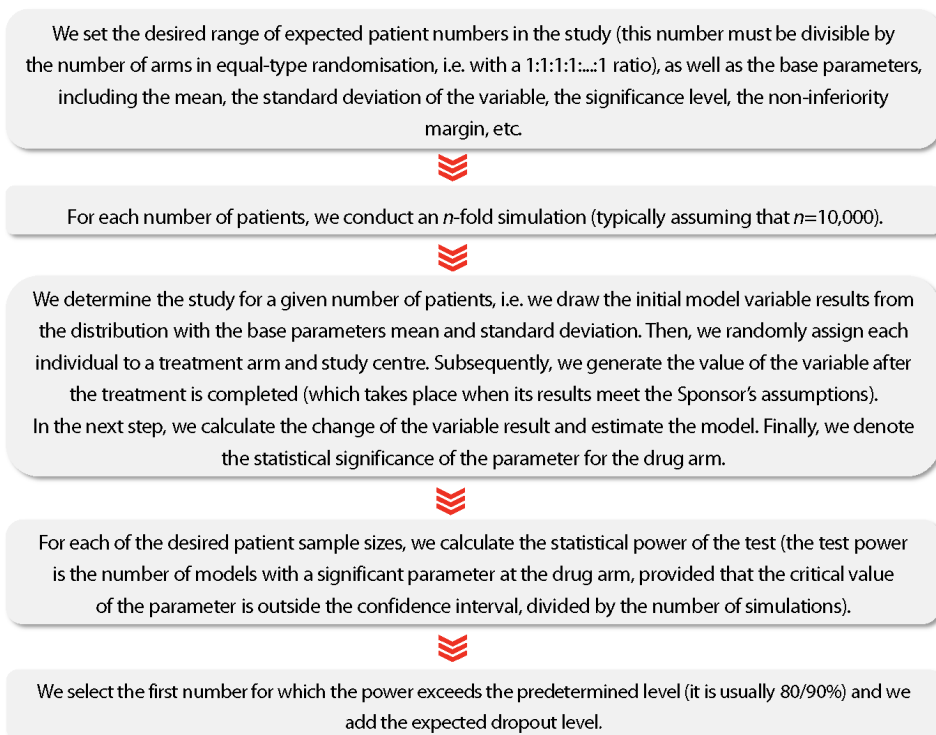 We set the desired range of expected patient numbers in the study (this number must be divisible by
the number of arms in equal-type randomisation, i.e. with a 1:1:1:1:...:1 ratio), as well as the base parameters,
including the mean, the standard deviation of the variable, the significance level, the non-inferiority
margin, etc.
For each number of patients, we conduct an n-fold simulation (typically assuming that n=10,000).
We determine the study for a given number of patients, i.e. we draw the initial model variable results from
the distribution with the base parameters mean and standard deviation. Then, we randomly assign each
individual to a treatment arm and study centre. Subsequently, we generate the value of the variable after
the treatment is completed (which takes place when its results meet the Sponsor's assumptions).
In the next step, we calculate the change of the variable result and estimate the model. Finally, we denote
the statistical significance of the parameter for the drug arm.
For each of the desired patient sample sizes, we calculate the statistical power of the test (the test power
is the number of models with a significant parameter at the drug arm, provided that the critical value
of the parameter is outside the confidence interval, divided by the number of simulations).
We select the first number for which the power exceeds the predetermined level (it is usually 80/90%) and we
add the expected dropout level.